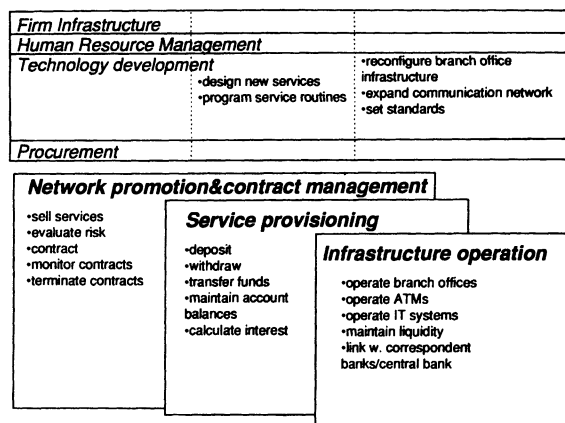 Firm Infrastructure
Human Resource Management
Technology development
•design new services
•program service routines
•reconfigure branch office
infrastructure
•expand communication network
•set standards
Procurement
Network promotion&contract management
•sell services
•evaluate risk
•contract
•monitor contracts
•terminate contracts
Service provisioning
•deposit
•withdraw
•transfer funds
•maintain account
balances
•calculate interest
Infrastructure operation
•operate branch offices
•operate ATMs
•operate IT systems
•maintain liquidity
•link w. correspondent
banks/central bank